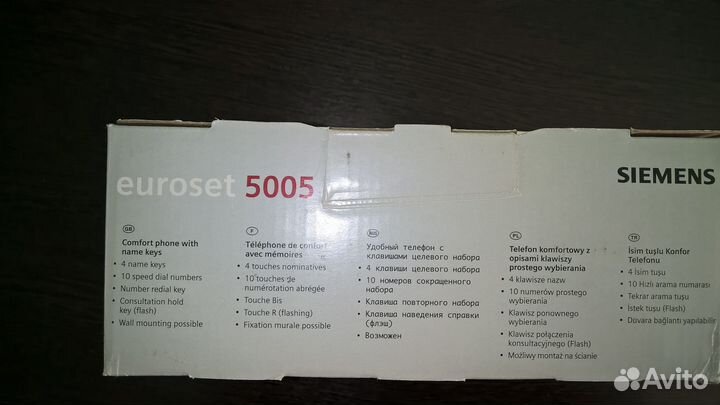 euroset 5005
SIEMENS
GB
Comfort phone with
name keys
• 4 name keys
• 10 speed dial numbers
• Number redial key
• Consultation hold
key (flash)
• Wall mounting possible
F
Téléphone de confort
avec mémoires
• 4 touches nominatives
• 10 touches de
numérotation abrégée
• Touche Bis
• Touche R (flashing)
• Fixation murale possible
RUS
Удобный телефон с
клавишами целевого набора
• 4 клавиши целевого набора
• 10 номеров сокращенного
набора
• Клавиша повторного набора
• Клавиша наведения справки
(флэш)
• Возможен
PL
Telefon komfortowy z
opisami klawiszy
prostego wybierania
• 4 klawisze nazw
• 10 numerów prostego
wybierania
• Klawisz ponownego
wybierania
• Klawisz połączenia
konsultacyjnego (Flash)
• Możliwy montaż na ścianie
TR
İsim tuşlu Konfor
Telefonu
• 4 İsim tuşu
• 10 Hızlı arama numarası
• Tekrar arama tuşu
• İstek tuşu (Flash)
• Duvara bağlantı yapılabilir
Avito